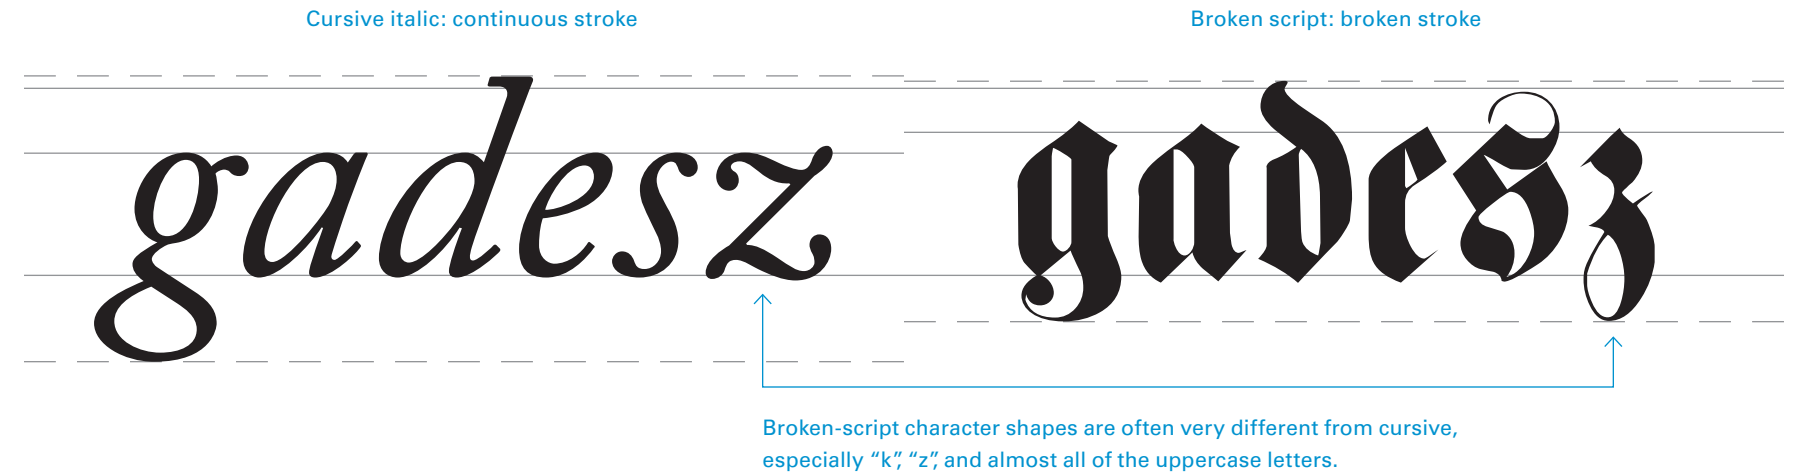 Cursive italic: continuous stroke
Broken script: broken stroke
gadesz
gadesz
Broken-script character shapes are often very different from cursive,
especially “k”, “z”, and almost all of the uppercase letters.